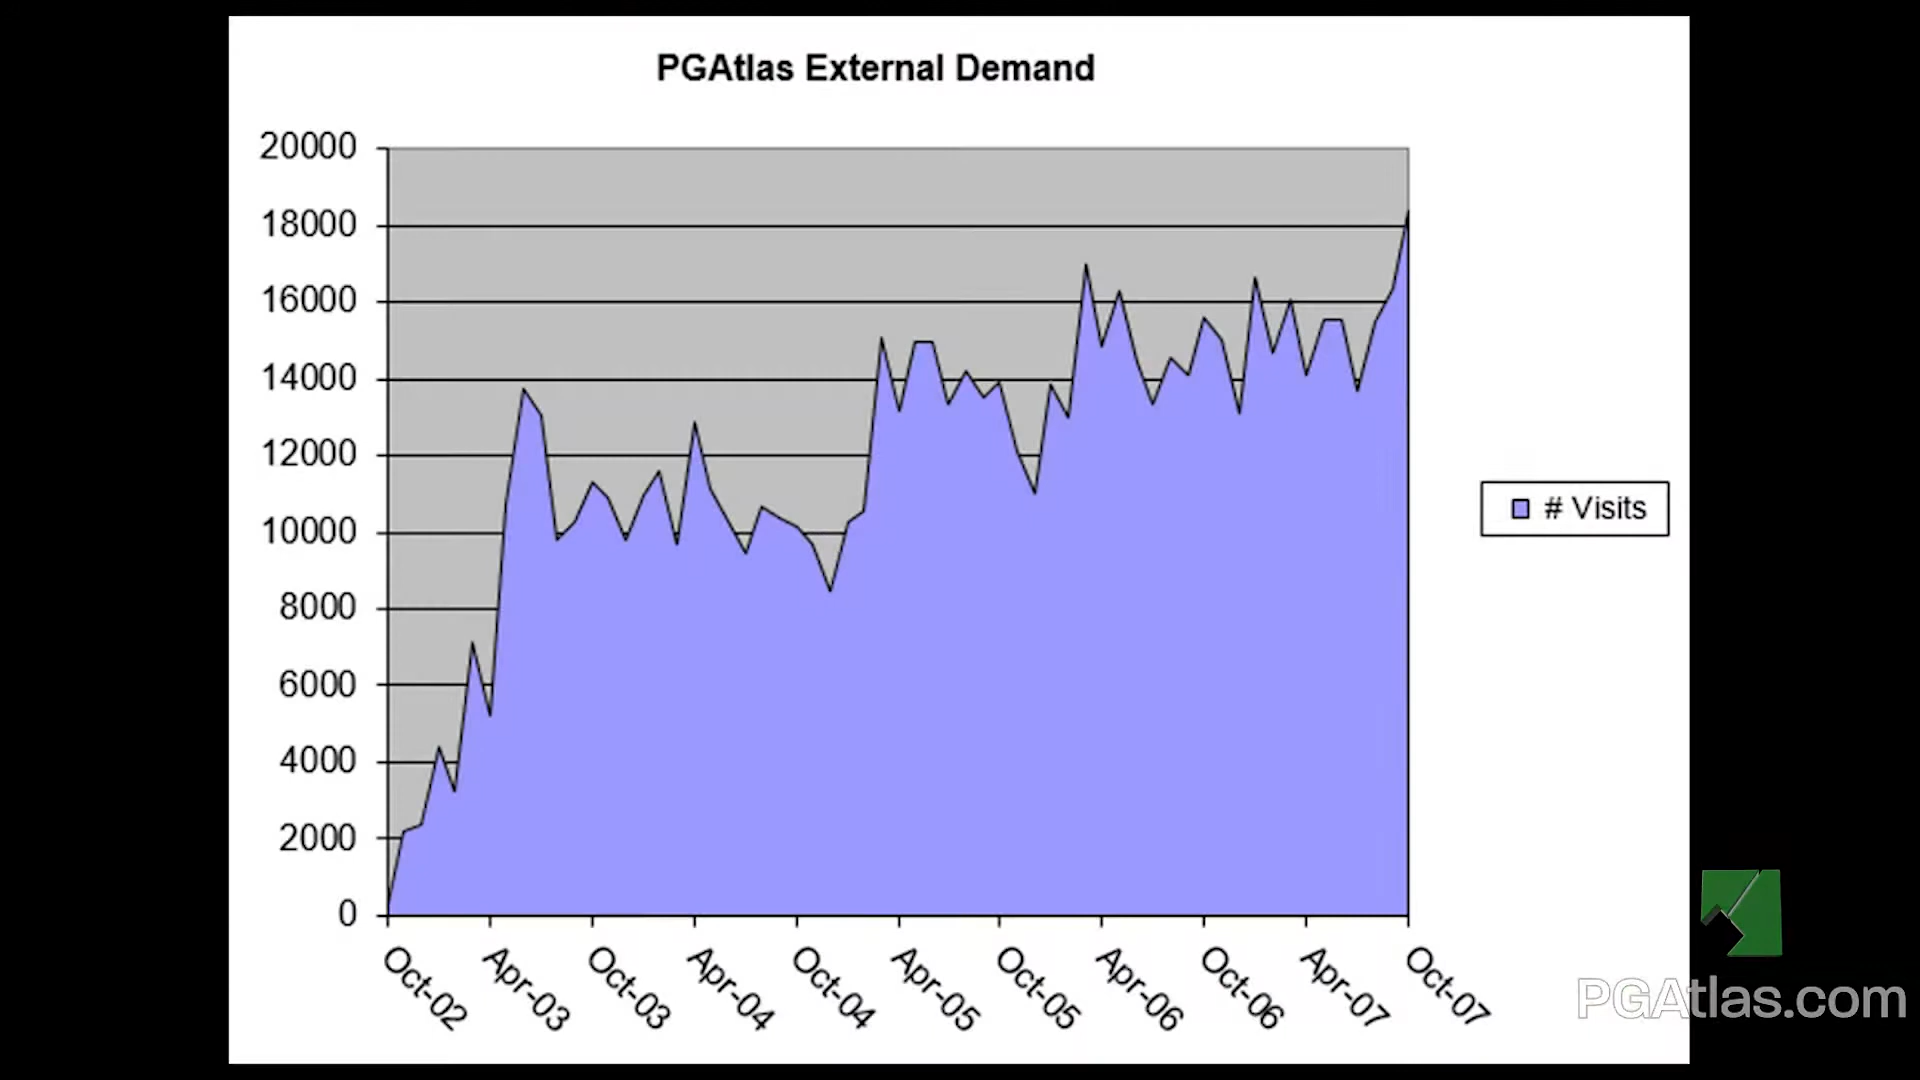 PGAtlas External Demand
20000
18000
16000
14000
12000
10000
8000
6000
4000
2000
0
# Visits
Oct-02
Apr-03
Oct-03
Apr-04
Oct-04
Apr-05
Oct-05
Apr-06
Oct-06
Apr-07
Oct-07
PGAtlas.com